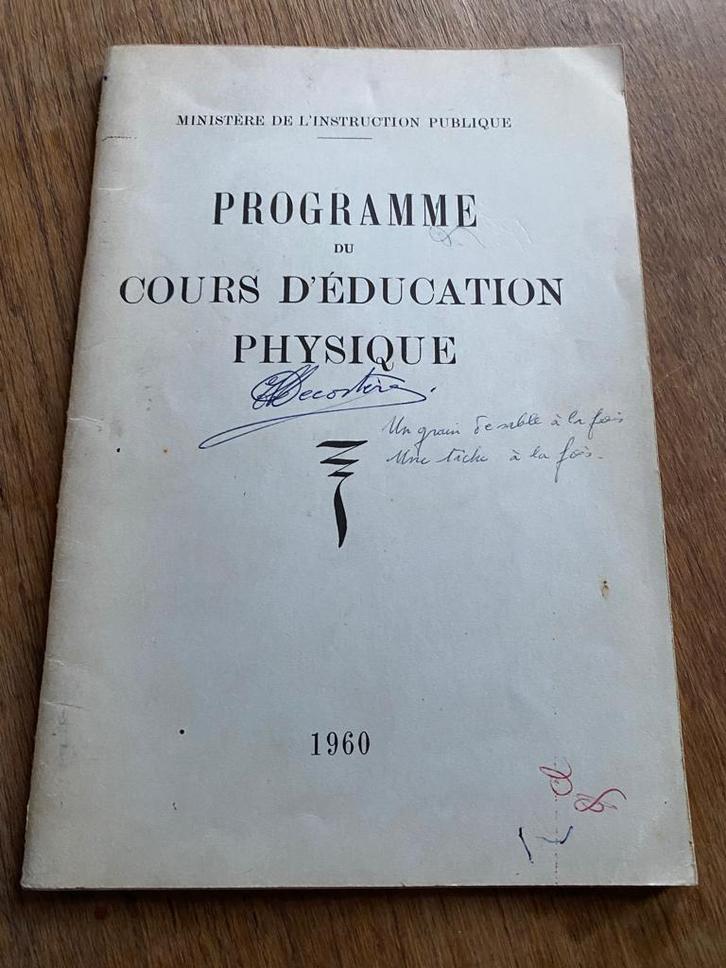 MINISTÈRE DE L'INSTRUCTION PUBLIQUE
PROGRAMME
DU
COURS D'ÉDUCATION
PHYSIQUE
Decostère
Un grain de sable à la fois
Une tâche à la fois.
1960